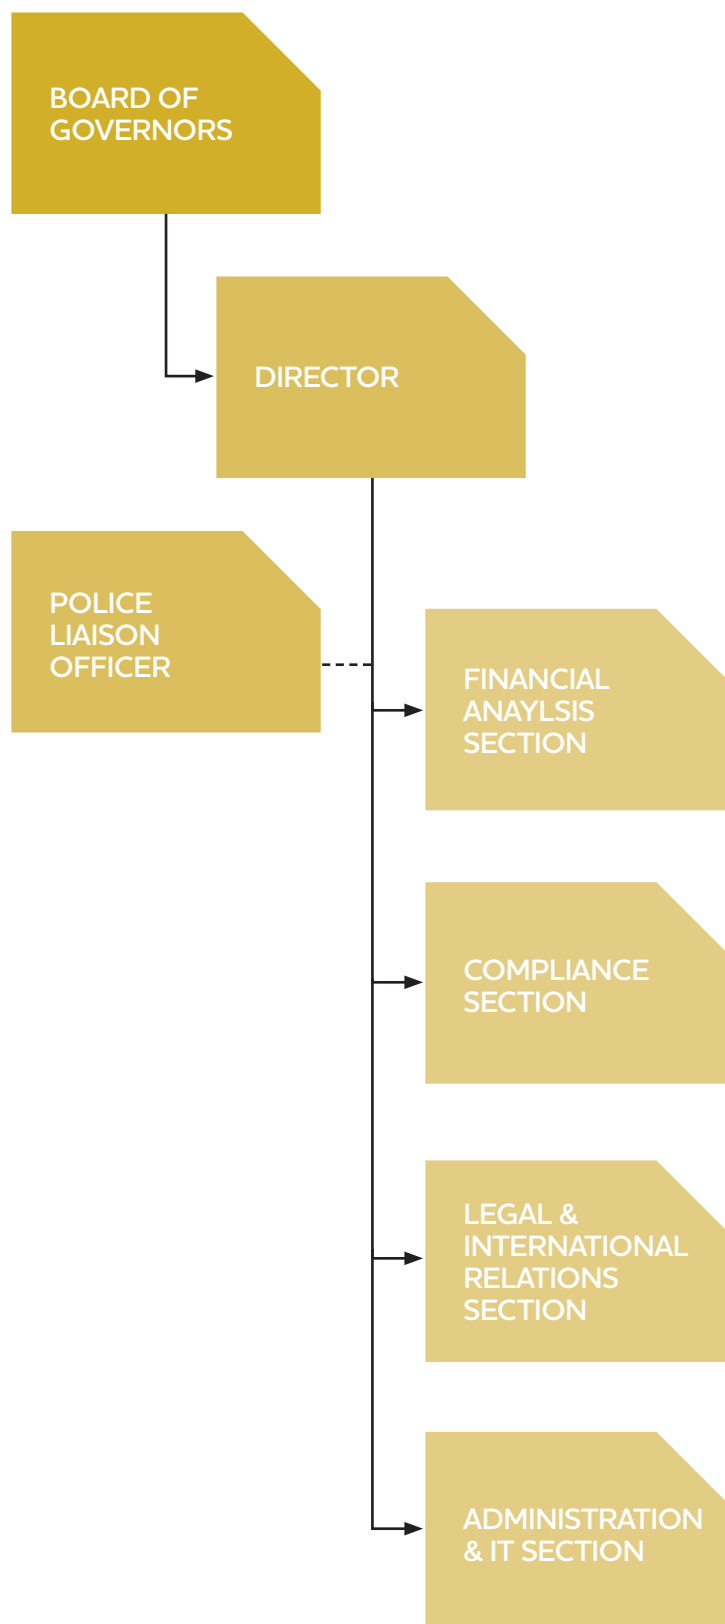 BOARD OF
GOVERNORS
DIRECTOR
POLICE
LIAISON
OFFICER
FINANCIAL
ANAYLSIS
SECTION
COMPLIANCE
SECTION
LEGAL &
INTERNATIONAL
RELATIONS
SECTION
ADMINISTRATION
& IT SECTION